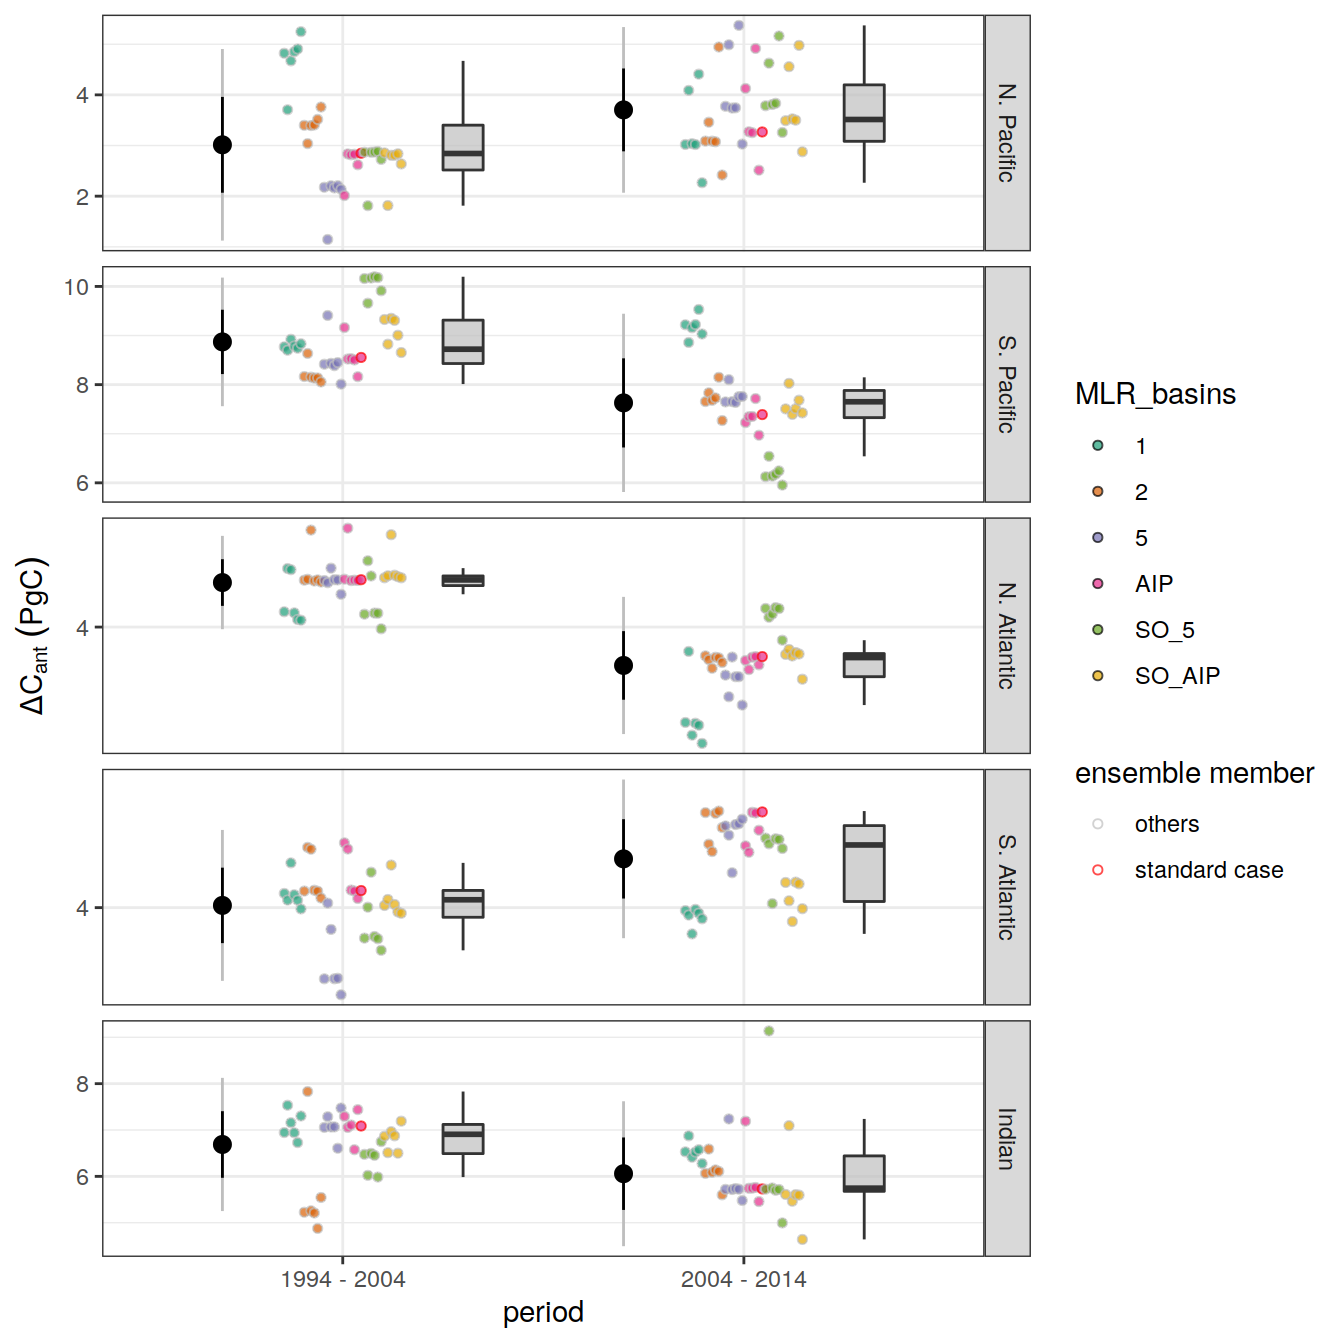 ΔCant (PgC)
4
2
N. Pacific
10
8
6
S. Pacific
4
N. Atlantic
4
S. Atlantic
8
6
Indian
1994 - 2004
2004 - 2014
period
MLR_basins
1
2
5
AIP
SO_5
SO_AIP
ensemble member
others
standard case